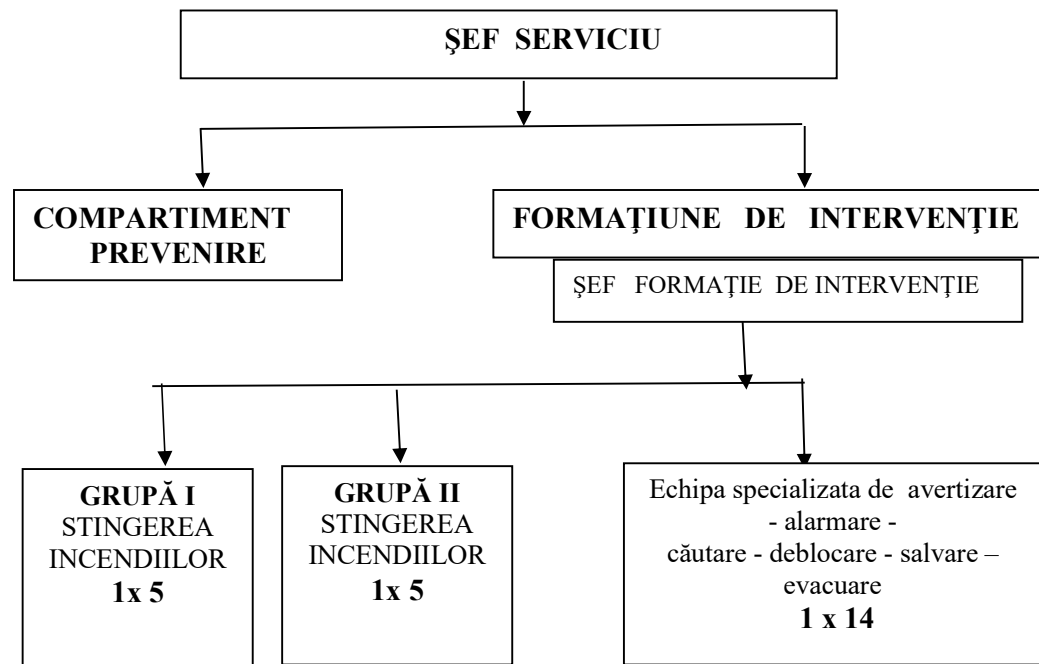 ŞEF SERVICIU
COMPARTIMENT
PREVENIRE
FORMAŢIUNE DE INTERVENŢIE
ŞEF FORMAŢIE DE INTERVENŢIE
GRUPĂ I
STINGEREA
INCENDIILOR
1x 5
GRUPĂ II
STINGEREA
INCENDIILOR
1x 5
Echipa specializata de avertizare
- alarmare -
căutare - deblocare - salvare –
evacuare
1 x 14